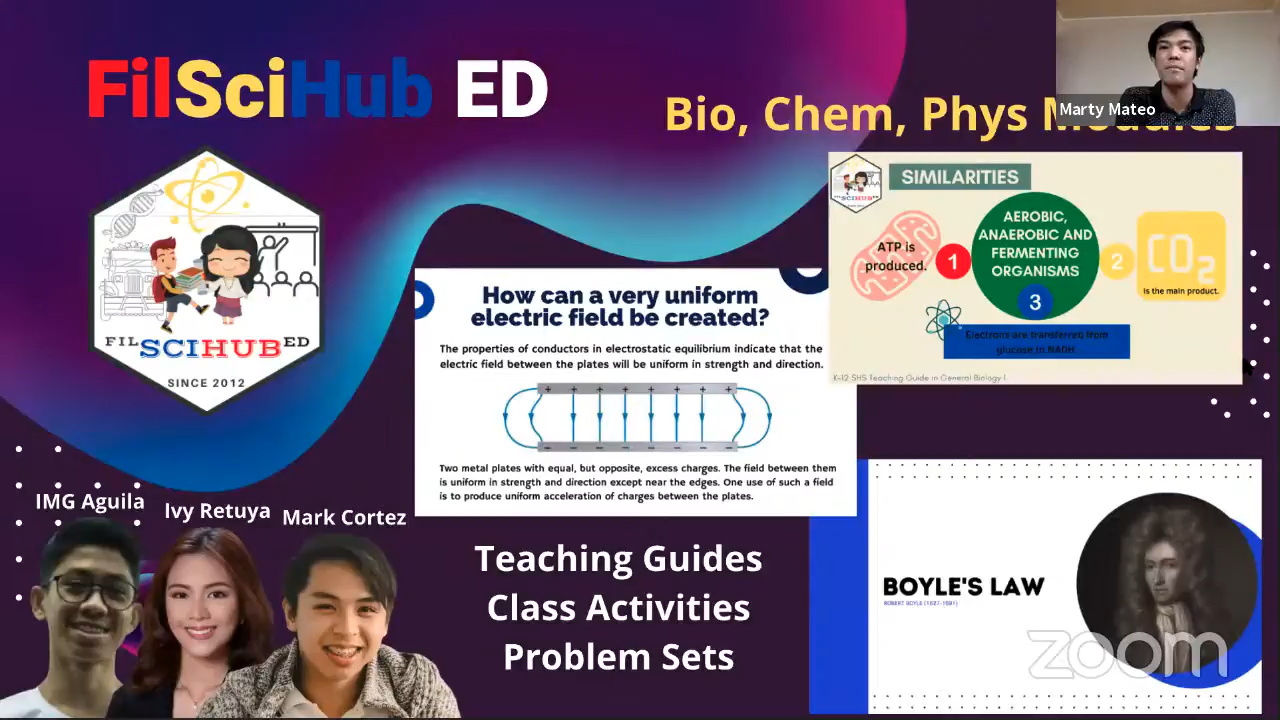 FilSciHub ED
Bio, Chem, Phys Modules
Marty Mateo
FILSCIHUBED
SINCE 2012
SCIHUB
SIMILARITIES
ATP is
produced.
1
AEROBIC,
ANAEROBIC AND
FERMENTING
ORGANISMS
2
CO2
is the main product.
3
Electrons are transferred from
glucose to NADH
K-12 SHS Teaching Guide in General Biology I
How can a very uniform
electric field be created?
The properties of conductors in electrostatic equilibrium indicate that the
electric field between the plates will be uniform in strength and direction.
+ + + + + + + +
- - - - - - - -
Two metal plates with equal, but opposite, excess charges. The field between them
is uniform in strength and direction except near the edges. One use of such a field
is to produce uniform acceleration of charges between the plates.
IMG Aguila
Ivy Retuya
Mark Cortez
Teaching Guides
Class Activities
Problem Sets
BOYLE'S LAW
ROBERT BOYLE (1627-1691)
zoom